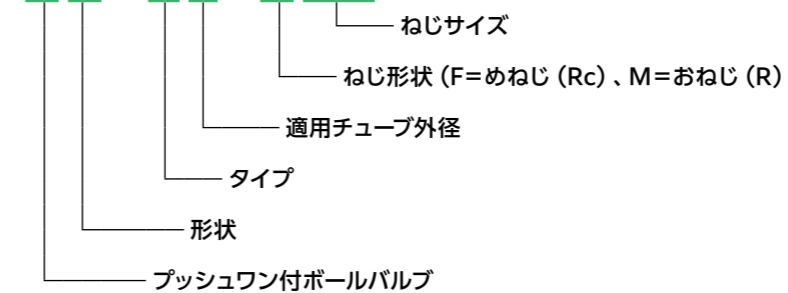 ねじサイズ
ねじ形状（F＝めねじ（Rc）、M＝おねじ（R）
適用チューブ外径
タイプ
形状
プッシュワン付ボールバルブ